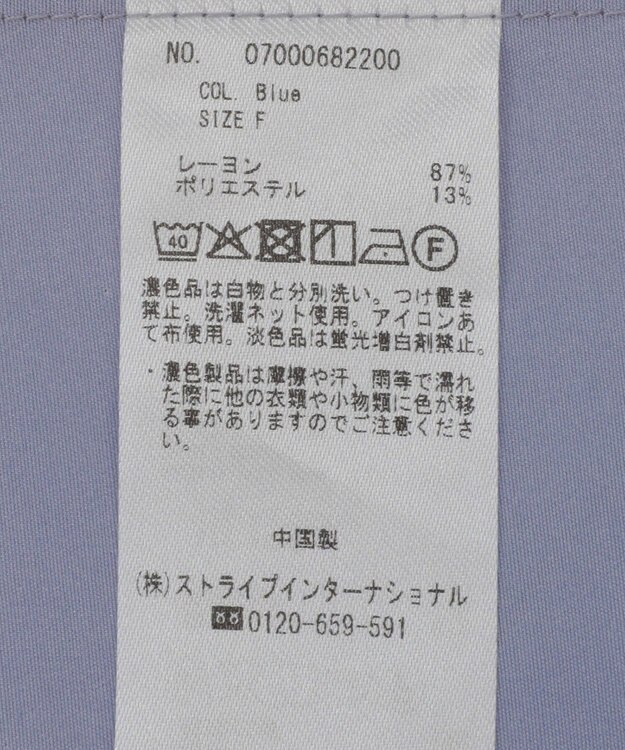 NO. 07000682200
COL. Blue
SIZE F
レーヨン 87%
ポリエステル 13%
40 F
濃色品は白物と分別洗い。つけ置き
禁止。洗濯ネット使用。アイロンあ
て布使用。淡色品は蛍光増白剤禁止。
・濃色製品は摩擦や汗、雨等で濡れ
た際に他の衣類や小物類に色が移
る事がありますのでご注意くださ
い。
中国製
(株)ストライプインターナショナル
0120-659-591